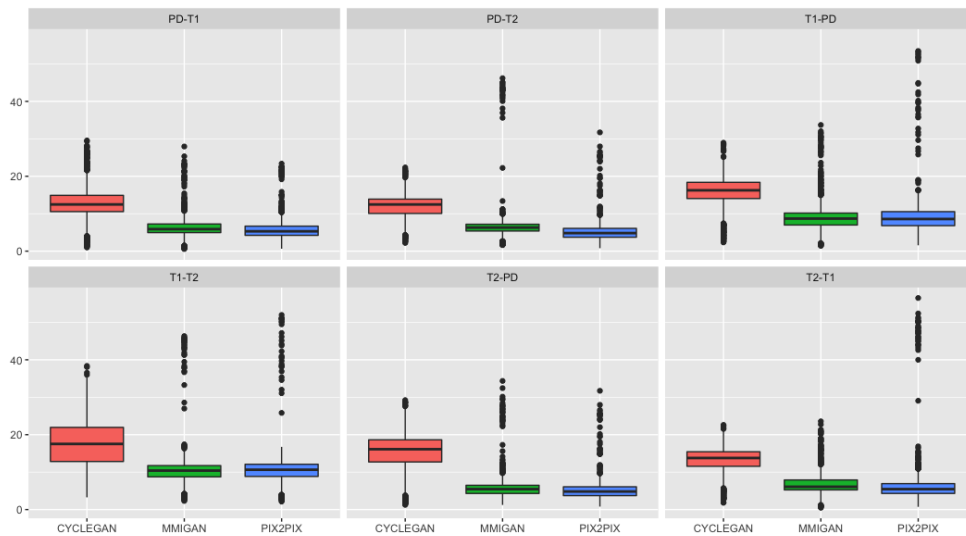 PD-T1 PD-T2 T1-PD
40
20
0
T1-T2 T2-PD T2-T1
40
20
0
CYCLEGAN MMIGAN PIX2PIX CYCLEGAN MMIGAN PIX2PIX CYCLEGAN MMIGAN PIX2PIX